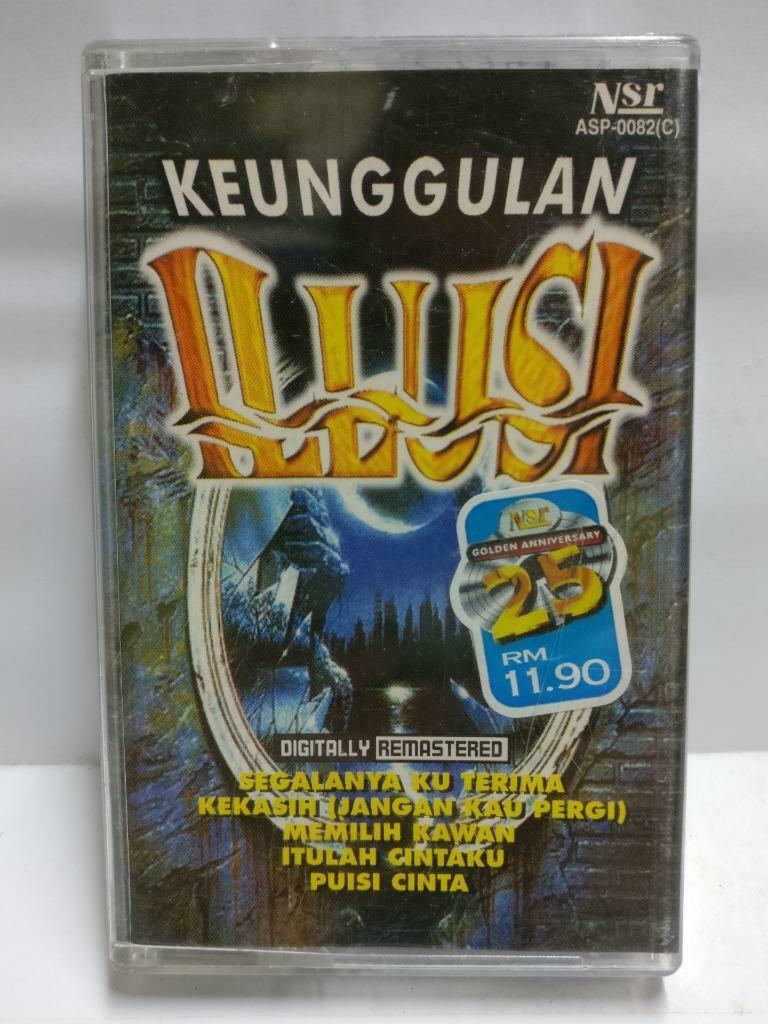 Nsr
ASP-0082(C)
KEUNGGULAN
ILLUSI
Nsr
GOLDEN ANNIVERSARY
25
RM
11.90
DIGITALLY REMASTERED
SEGALANYA KU TERIMA
KEKASIH (JANGAN KAU PERGI)
MEMILIH KAWAN
ITULAH CINTAKU
PUISI CINTA